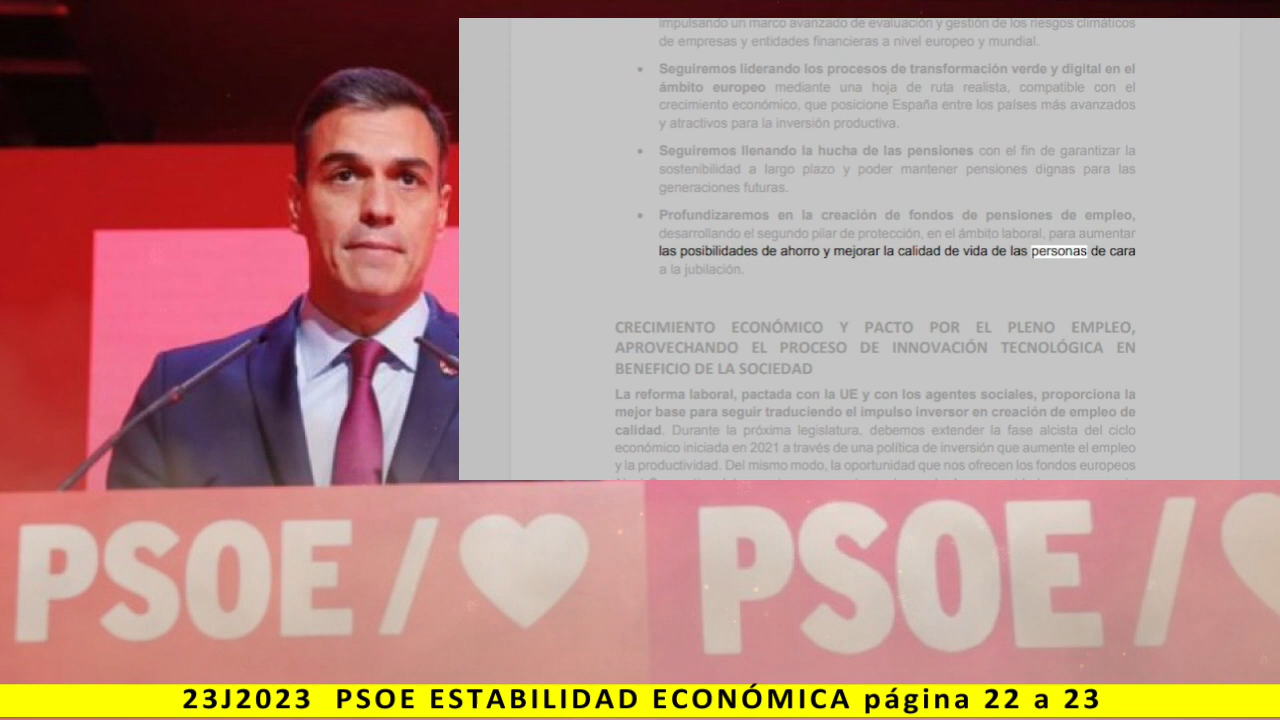 impulsando un marco avanzado de evaluación y gestión de los riesgos climáticos
de empresas y entidades financieras a nivel europeo y mundial.
• Seguiremos liderando los procesos de transformación verde y digital en el
ámbito europeo mediante una hoja de ruta realista, compatible con el
crecimiento económico, que posicione España entre los países más avanzados
y atractivos para la inversión productiva.
• Seguiremos llenando la hucha de las pensiones con el fin de garantizar la
sostenibilidad a largo plazo y poder mantener pensiones dignas para las
generaciones futuras.
• Profundizaremos en la creación de fondos de pensiones de empleo,
desarrollando el segundo pilar de protección, en el ámbito laboral, para aumentar
las posibilidades de ahorro y mejorar la calidad de vida de las personas de cara
a la jubilación.
CRECIMIENTO ECONÓMICO Y PACTO POR EL PLENO EMPLEO,
APROVECHANDO EL PROCESO DE INNOVACIÓN TECNOLÓGICA EN
BENEFICIO DE LA SOCIEDAD
La reforma laboral, pactada con la UE y con los agentes sociales, proporciona la
mejor base para seguir traduciendo el impulso inversor en creación de empleo de
calidad. Durante la próxima legislatura, debemos extender la fase alcista del ciclo
económico iniciada en 2021 a través de una política de inversión que aumente el empleo
y la productividad. Del mismo modo, la oportunidad que nos ofrecen los fondos europeos
PSOE/
PSOE/
23J2023 PSOE ESTABILIDAD ECONÓMICA página 22 a 23